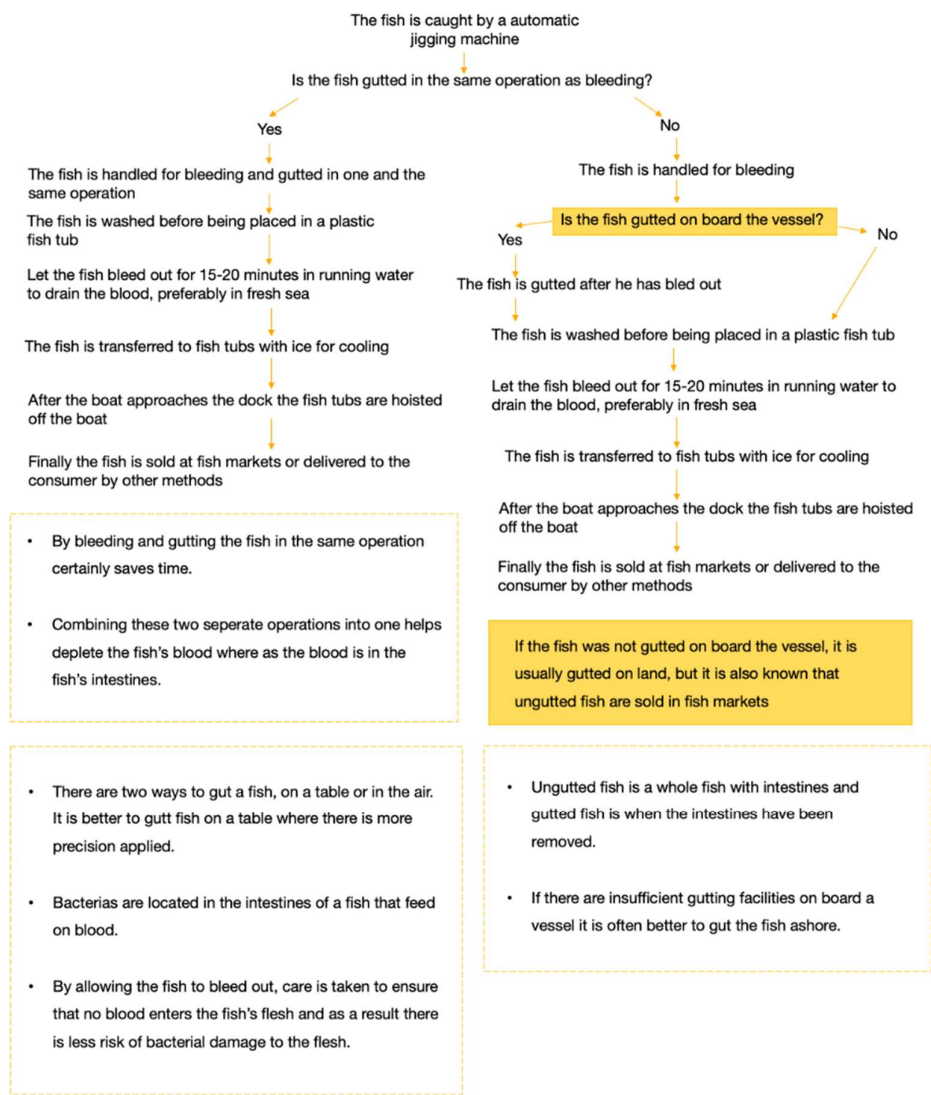 The fish is caught by a automatic
jigging machine
Is the fish gutted in the same operation as bleeding?
Yes
The fish is handled for bleeding and gutted in one and the
same operation
The fish is washed before being placed in a plastic
fish tub
Let the fish bleed out for 15-20 minutes in running water
to drain the blood, preferably in fresh sea
The fish is transferred to fish tubs with ice for cooling
After the boat approaches the dock the fish tubs are hoisted
off the boat
Finally the fish is sold at fish markets or delivered to the
consumer by other methods
No
The fish is handled for bleeding
Is the fish gutted on board the vessel?
Yes
No
The fish is gutted after he has bled out
The fish is washed before being placed in a plastic fish tub
Let the fish bleed out for 15-20 minutes in running water to
drain the blood, preferably in fresh sea
The fish is transferred to fish tubs with ice for cooling
After the boat approaches the dock the fish tubs are hoisted
off the boat
Finally the fish is sold at fish markets or delivered to the
consumer by other methods
• By bleeding and gutting the fish in the same operation
certainly saves time.
• Combining these two seperate operations into one helps
deplete the fish's blood where as the blood is in the
fish's intestines.
If the fish was not gutted on board the vessel, it is
usually gutted on land, but it is also known that
ungutted fish are sold in fish markets
• There are two ways to gut a fish, on a table or in the air.
It is better to gutt fish on a table where there is more
precision applied.
• Bacterias are located in the intestines of a fish that feed
on blood.
• By allowing the fish to bleed out, care is taken to ensure
that no blood enters the fish's flesh and as a result there
is less risk of bacterial damage to the flesh.
• Ungutted fish is a whole fish with intestines and
gutted fish is when the intestines have been
removed.
• If there are insufficient gutting facilities on board a
vessel it is often better to gut the fish ashore.